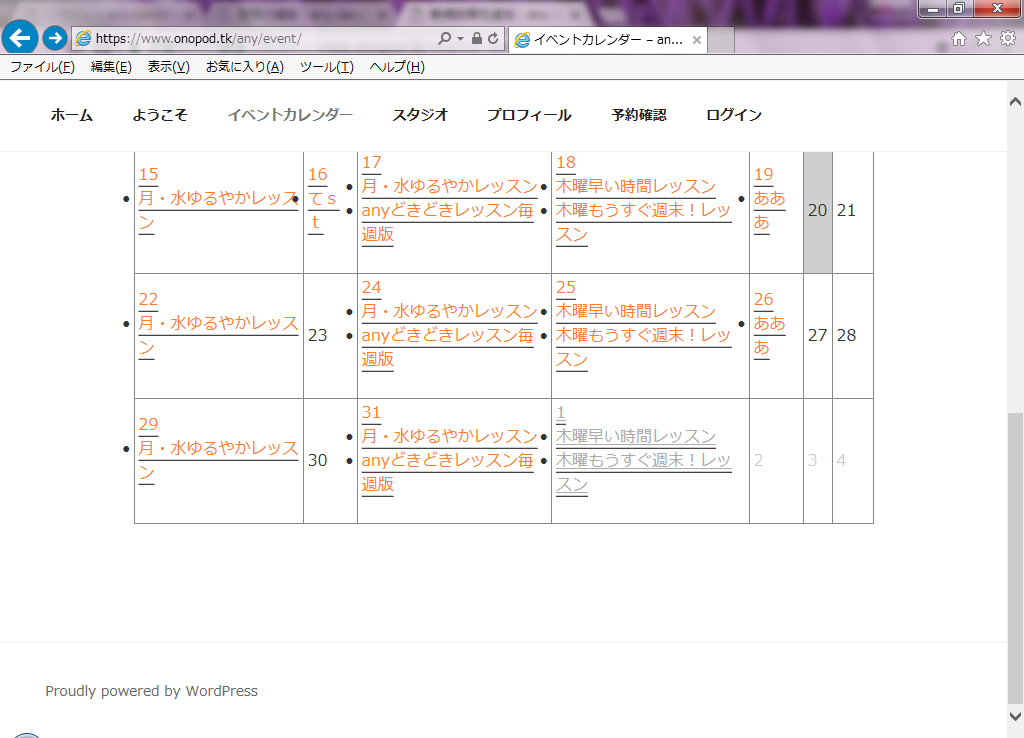 https://www.onopod.tk/any/event/
イベントカレンダー – an...
ファイル(F) 編集(E) 表示(V) お気に入り(A) ツール(T) ヘルプ(H)
ホーム ようこそ イベントカレンダー スタジオ プロフィール 予約確認 ログイン
15
月・水ゆるやかレッス
ン
16
てs
t
17
月・水ゆるやかレッスン
anyどきどきレッスン毎
週版
18
木曜早い時間レッスン
木曜もうすぐ週末！レッ
スン
19
ああ
あ
20
21
22
月・水ゆるやかレッス
ン
23
24
月・水ゆるやかレッスン
anyどきどきレッスン毎
週版
25
木曜早い時間レッスン
木曜もうすぐ週末！レッ
スン
26
ああ
あ
27
28
29
月・水ゆるやかレッス
ン
30
31
月・水ゆるやかレッスン
anyどきどきレッスン毎
週版
1
木曜早い時間レッスン
木曜もうすぐ週末！レッ
スン
2
3
4
Proudly powered by WordPress